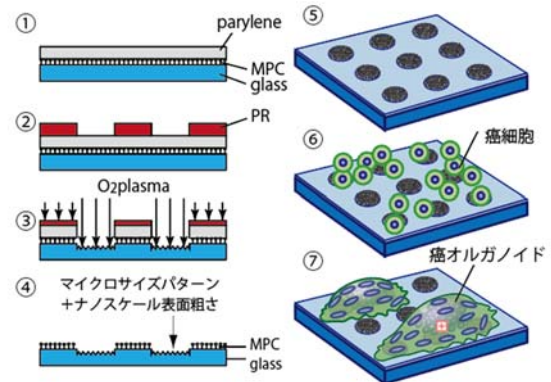 ①
parylene
MPC
glass
②
PR
O2plasma
③
④
マイクロサイズパターン
+ナノスケール表面粗さ
MPC
glass
⑤
⑥
癌細胞
⑦
癌オルガノイド